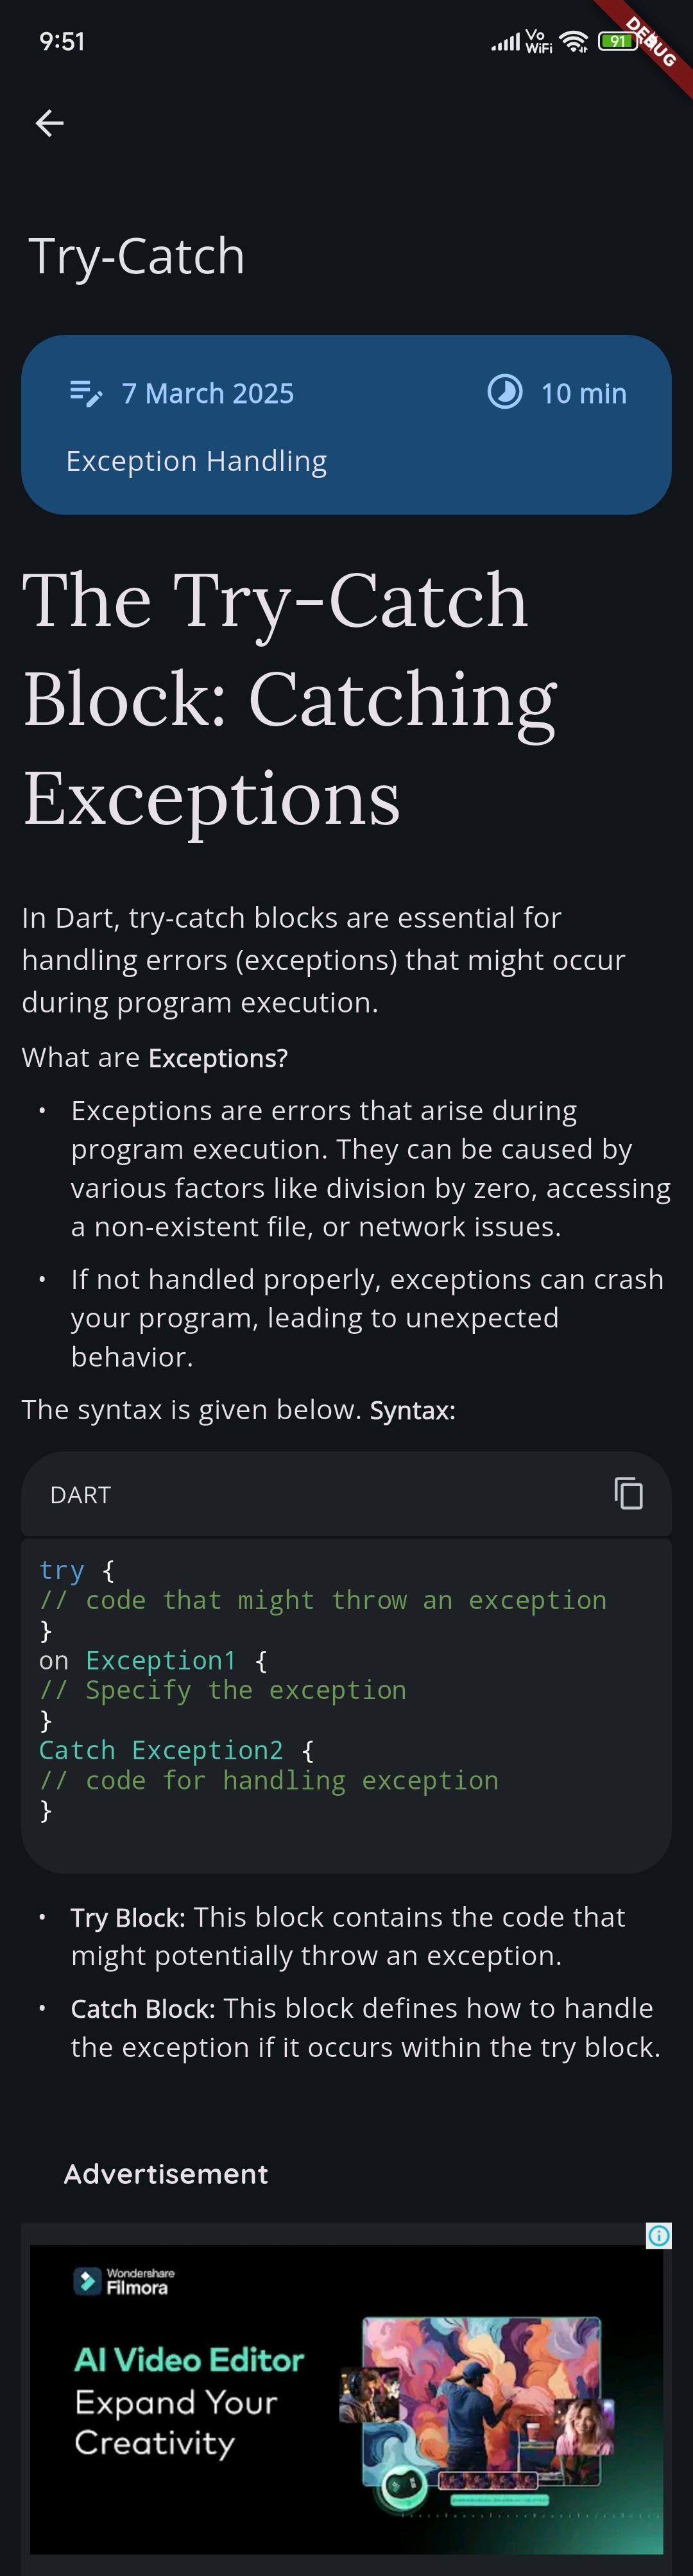 9:51
Vo
WiFi
91
DEBUG
Try-Catch
7 March 2025
10 min
Exception Handling
The Try-Catch
Block: Catching
Exceptions
In Dart, try-catch blocks are essential for
handling errors (exceptions) that might occur
during program execution.
What are Exceptions?
• Exceptions are errors that arise during
program execution. They can be caused by
various factors like division by zero, accessing
a non-existent file, or network issues.
• If not handled properly, exceptions can crash
your program, leading to unexpected
behavior.
The syntax is given below. Syntax:
DART
try {
// code that might throw an exception
}
on Exception1 {
// Specify the exception
}
Catch Exception2 {
// code for handling exception
}
• Try Block: This block contains the code that
might potentially throw an exception.
• Catch Block: This block defines how to handle
the exception if it occurs within the try block.
Advertisement
Wondershare
Filmora
AI Video Editor
Expand Your
Creativity